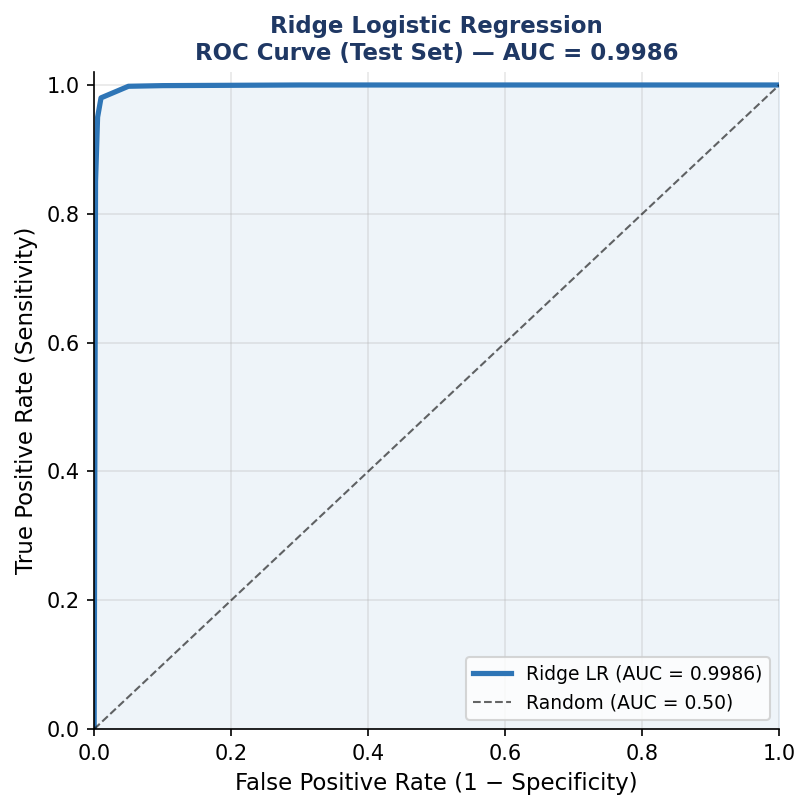 Ridge Logistic Regression
ROC Curve (Test Set) — AUC = 0.9986
True Positive Rate (Sensitivity)
1.0
0.8
0.6
0.4
0.2
0.0
Ridge LR (AUC = 0.9986)
Random (AUC = 0.50)
0.0 0.2 0.4 0.6 0.8 1.0
False Positive Rate (1 − Specificity)